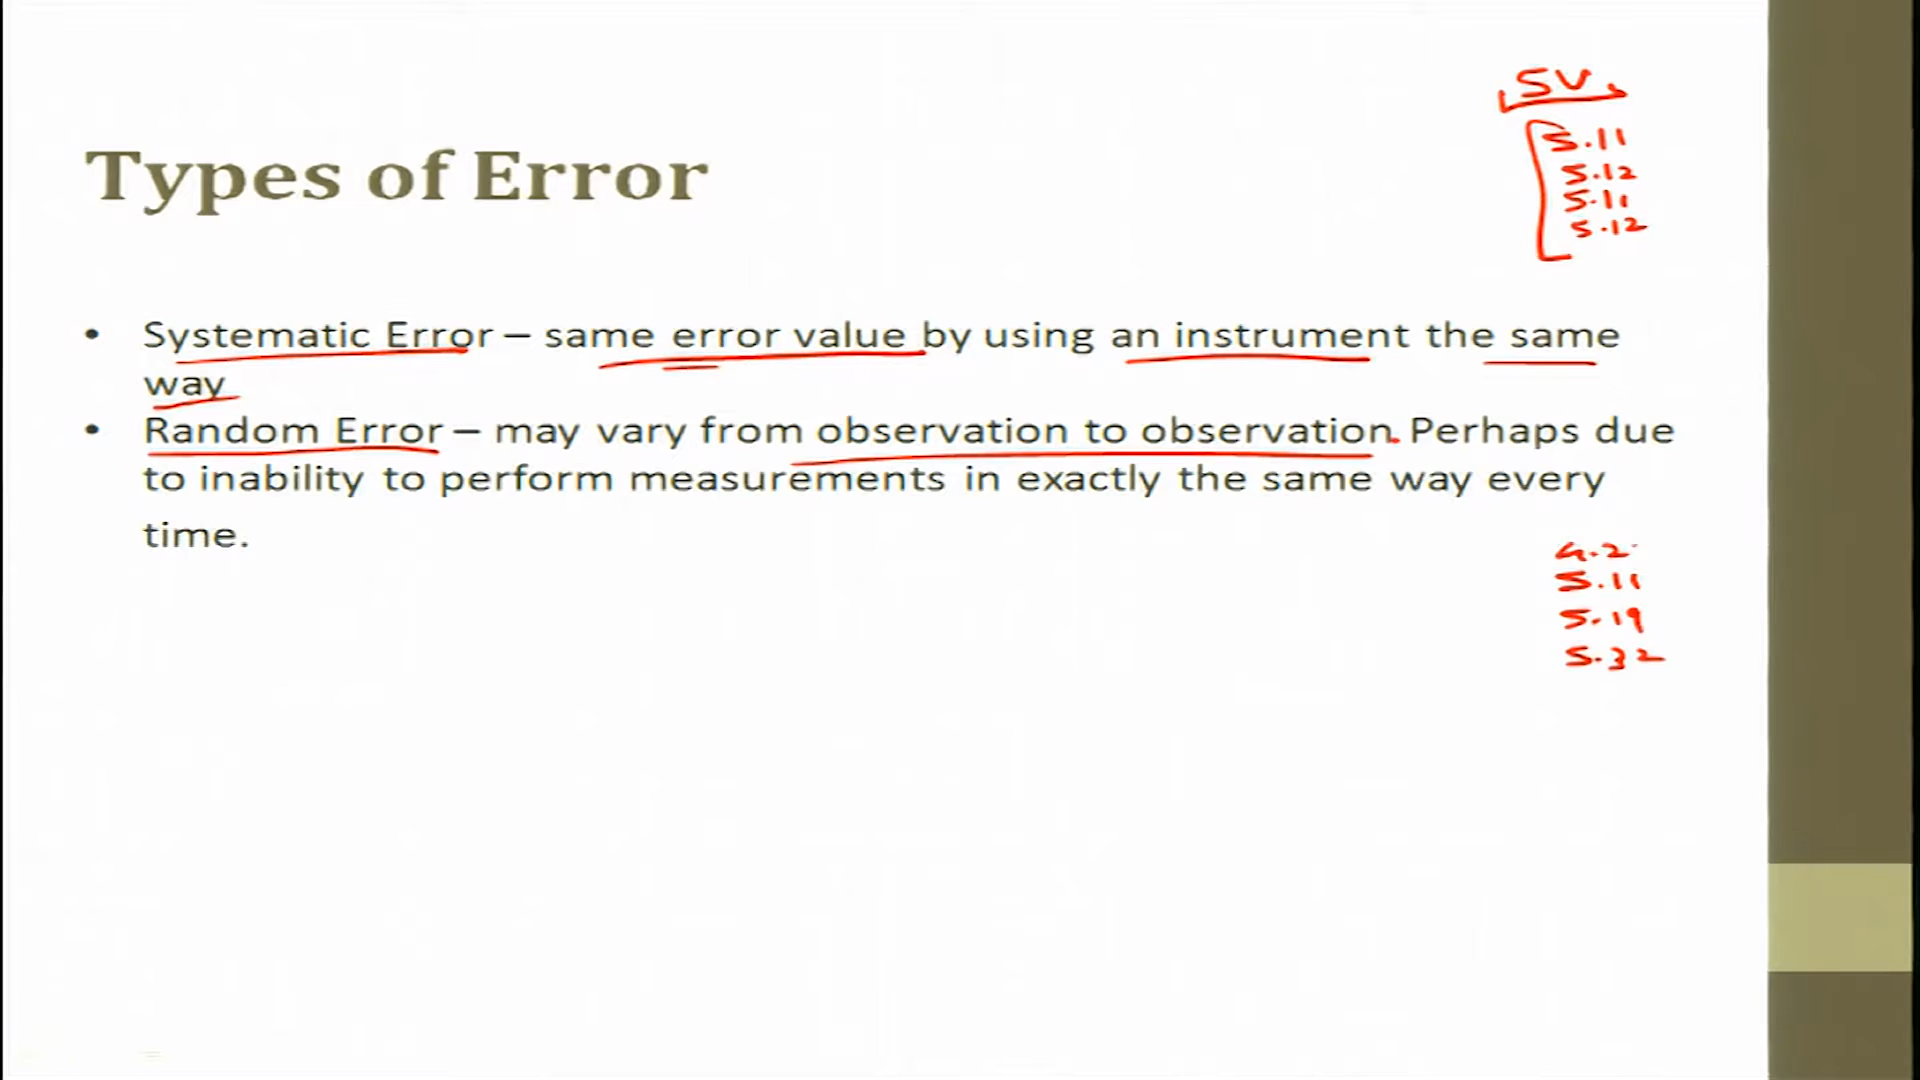 5V
5.11
5.12
5.11
5.12
Types of Error
• Systematic Error – same error value by using an instrument the same
way
• Random Error – may vary from observation to observation. Perhaps due
to inability to perform measurements in exactly the same way every
time.
4.2
5.11
5.19
5.32